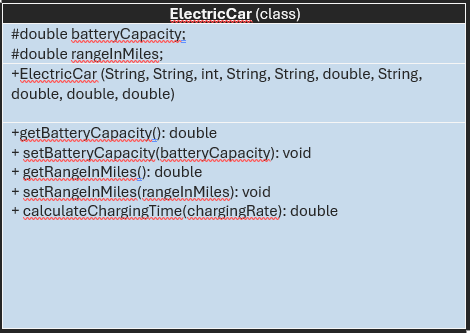 ElectricCar (class)
#double batteryCapacity;
#double rangeInMiles;
+ElectricCar (String, String, int, String, String, double, String,
double, double, double)
+getBatteryCapacity(): double
+ setBatteryCapacity(batteryCapacity): void
+ getRangeInMiles(): double
+ setRangeInMiles(rangeInMiles): void
+ calculateChargingTime(chargingRate): double